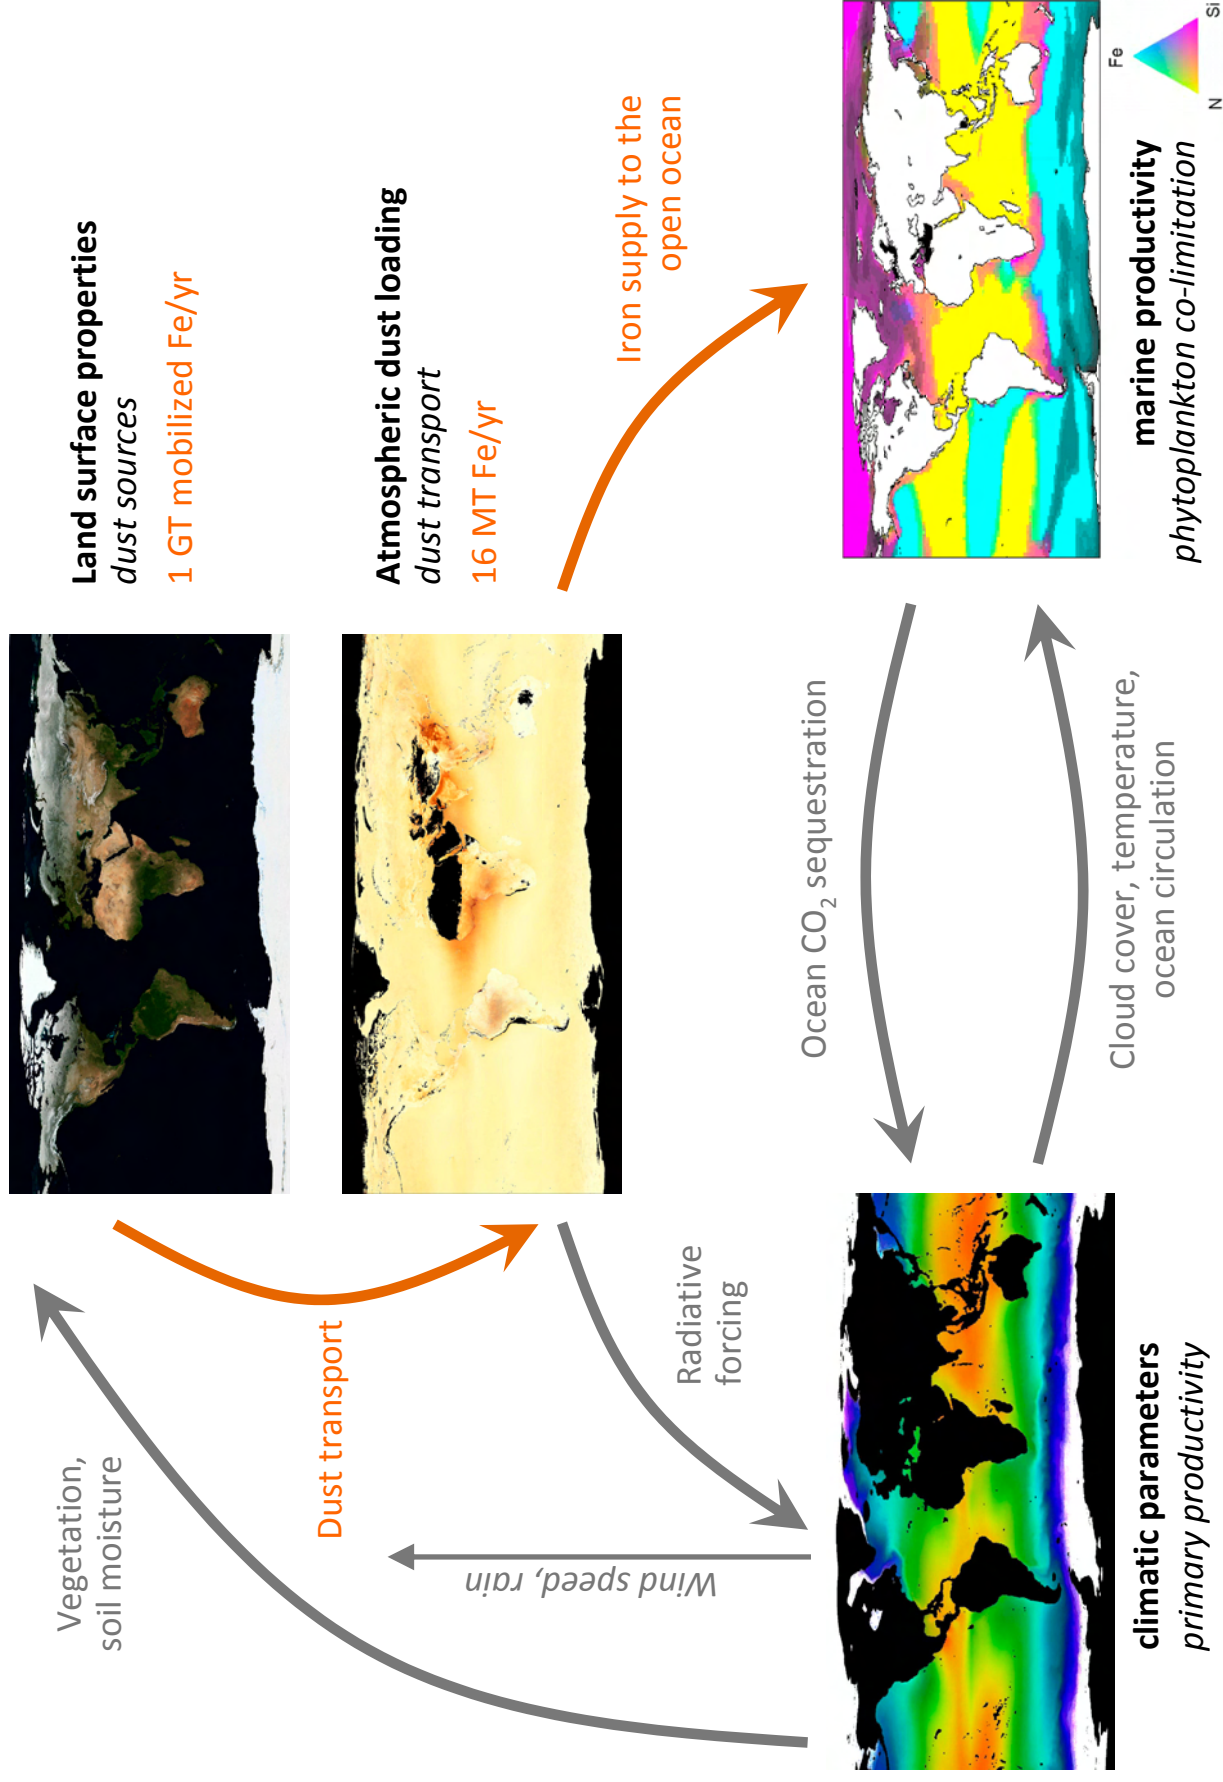 Land surface properties
dust sources
1 GT mobilized Fe/yr
Atmospheric dust loading
dust transport
16 MT Fe/yr
Vegetation,
soil moisture
Dust transport
Wind speed, rain
Radiative
forcing
Iron supply to the
open ocean
Ocean CO₂ sequestration
Cloud cover, temperature,
ocean circulation
climatic parameters
primary productivity
marine productivity
phytoplankton co-limitation
Fe
N
Si